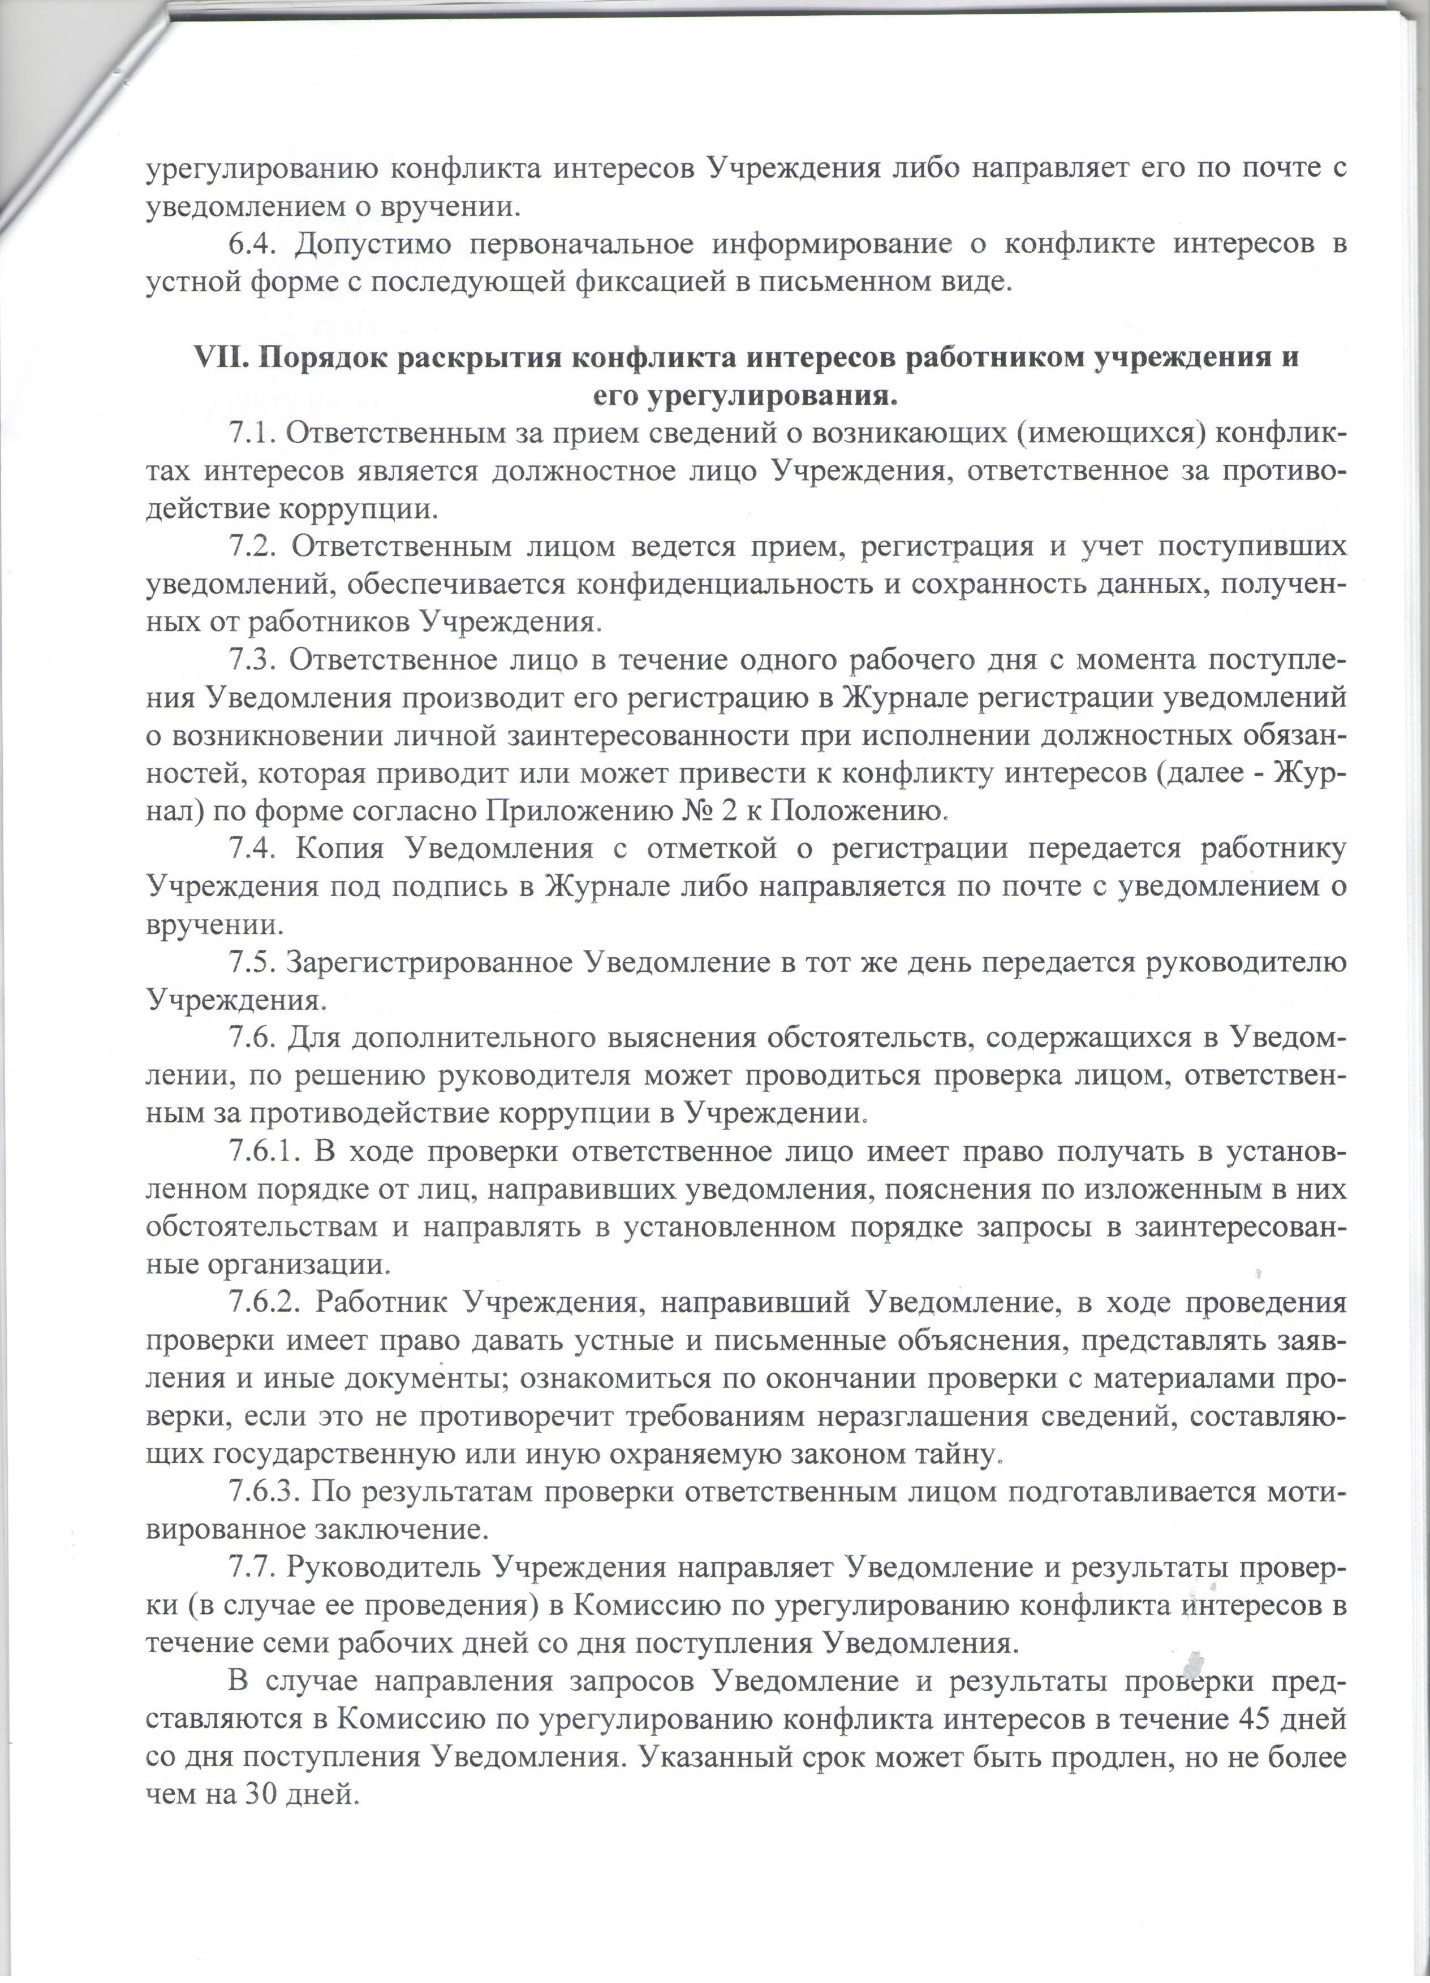 урегулированию конфликта интересов Учреждения либо направляет его по почте с
уведомлением о вручении.
6.4. Допустимо первоначальное информирование о конфликте интересов в
устной форме с последующей фиксацией в письменном виде.
VII. Порядок раскрытия конфликта интересов работником учреждения и
его урегулирования.
7.1. Ответственным за прием сведений о возникающих (имеющихся) конфлик-
тах интересов является должностное лицо Учреждения, ответственное за противо-
действие коррупции.
7.2. Ответственным лицом ведется прием, регистрация и учет поступивших
уведомлений, обеспечивается конфиденциальность и сохранность данных, получен-
ных от работников Учреждения.
7.3. Ответственное лицо в течение одного рабочего дня с момента поступле-
ния Уведомления производит его регистрацию в Журнале регистрации уведомлений
о возникновении личной заинтересованности при исполнении должностных обязан-
ностей, которая приводит или может привести к конфликту интересов (далее - Жур-
нал) по форме согласно Приложению № 2 к Положению.
7.4. Копия Уведомления с отметкой о регистрации передается работнику
Учреждения под подпись в Журнале либо направляется по почте с уведомлением о
вручении.
7.5. Зарегистрированное Уведомление в тот же день передается руководителю
Учреждения.
7.6. Для дополнительного выяснения обстоятельств, содержащихся в Уведом-
лении, по решению руководителя может проводиться проверка лицом, ответствен-
ным за противодействие коррупции в Учреждении.
7.6.1. В ходе проверки ответственное лицо имеет право получать в установ-
ленном порядке от лиц, направивших уведомления, пояснения по изложенным в них
обстоятельствам и направлять в установленном порядке запросы в заинтересован-
ные организации.
7.6.2. Работник Учреждения, направивший Уведомление, в ходе проведения
проверки имеет право давать устные и письменные объяснения, представлять заяв-
ления и иные документы; ознакомиться по окончании проверки с материалами про-
верки, если это не противоречит требованиям неразглашения сведений, составляю-
щих государственную или иную охраняемую законом тайну.
7.6.3. По результатам проверки ответственным лицом подготавливается моти-
вированное заключение.
7.7. Руководитель Учреждения направляет Уведомление и результаты провер-
ки (в случае ее проведения) в Комиссию по урегулированию конфликта интересов в
течение семи рабочих дней со дня поступления Уведомления.
В случае направления запросов Уведомление и результаты проверки пред-
ставляются в Комиссию по урегулированию конфликта интересов в течение 45 дней
со дня поступления Уведомления. Указанный срок может быть продлен, но не более
чем на 30 дней.